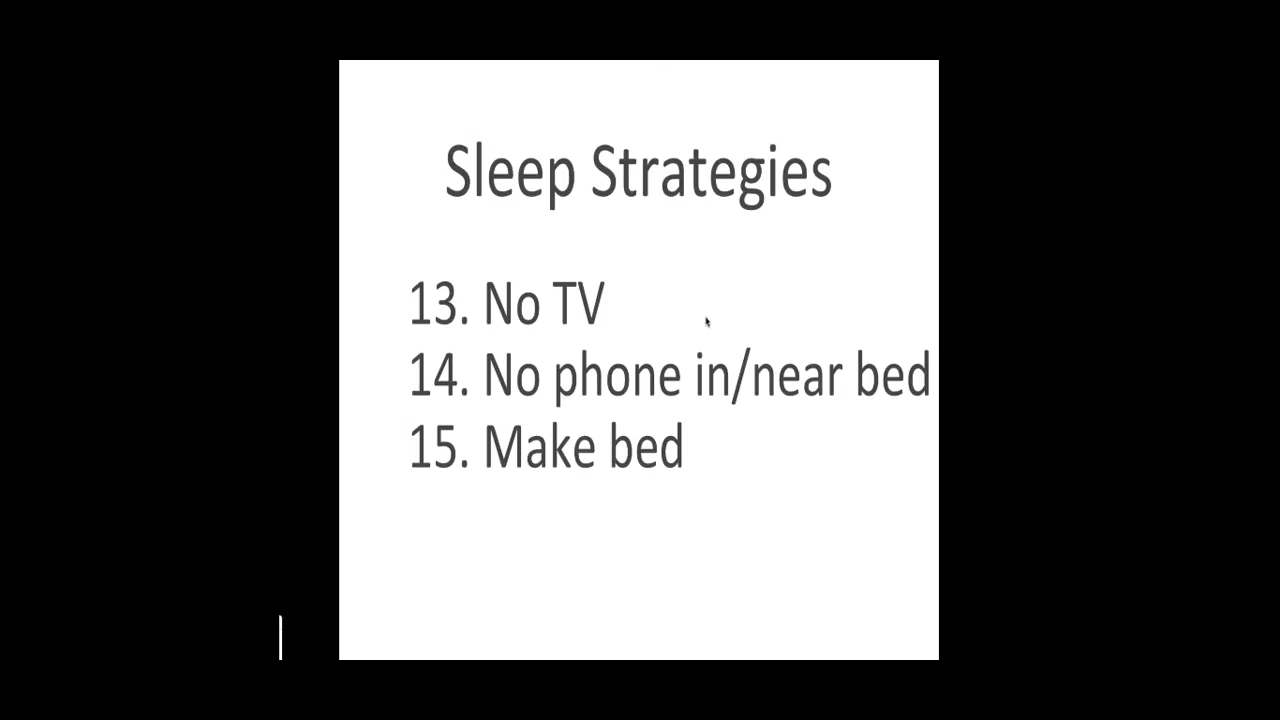 Sleep Strategies
13. No TV
14. No phone in/near bed
15. Make bed